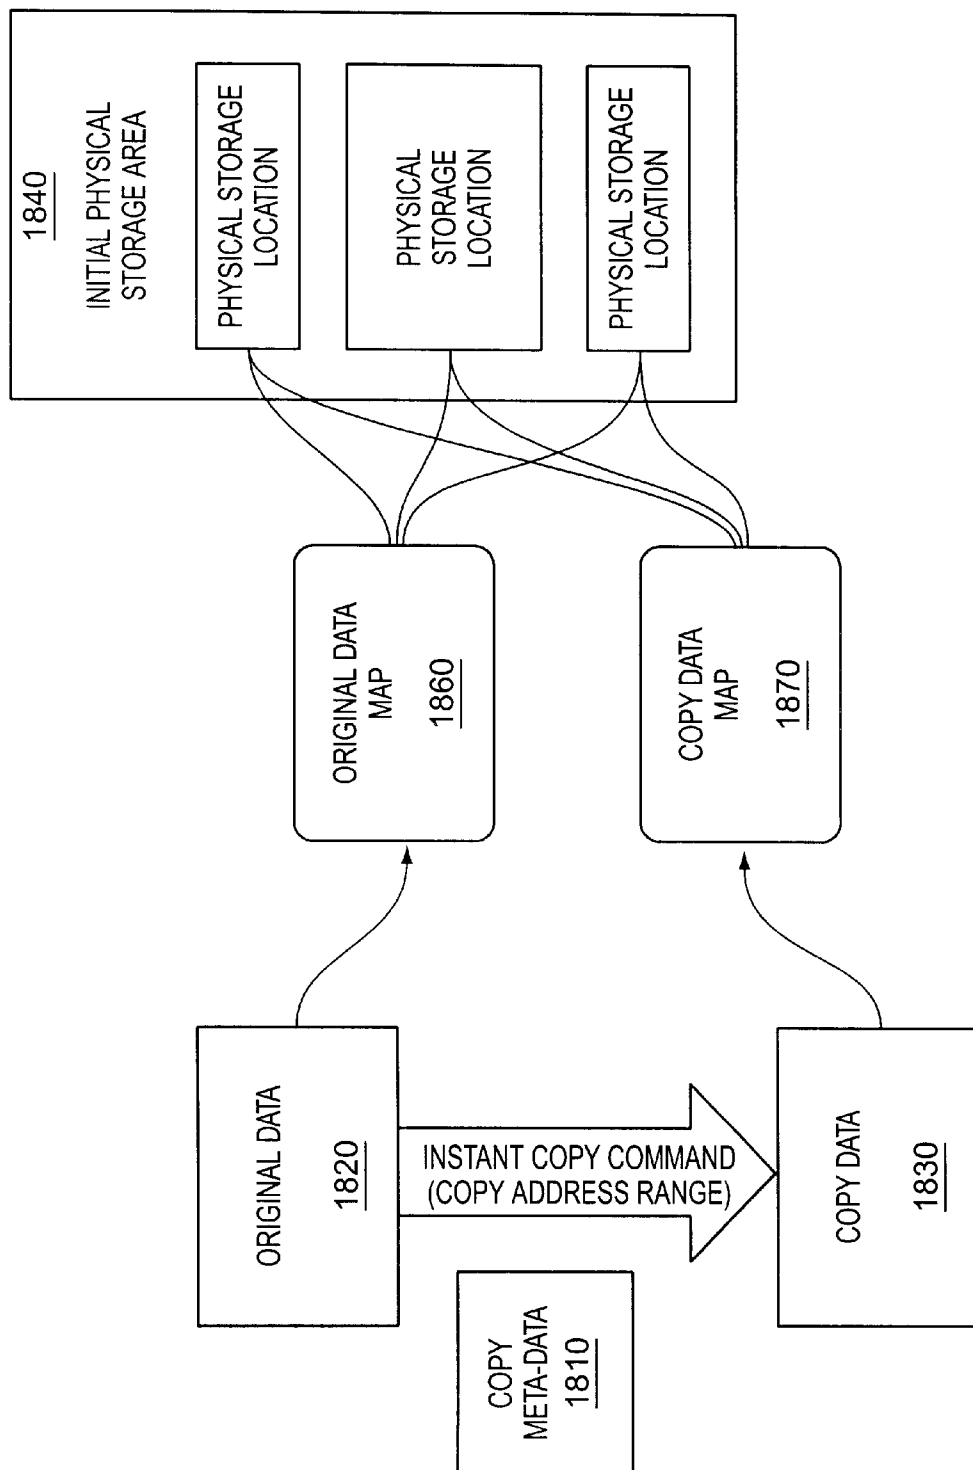 COPY
META-DATA
1810
ORIGINAL DATA
1820
INSTANT COPY COMMAND
(COPY ADDRESS RANGE)
COPY DATA
1830
ORIGINAL DATA
MAP
1860
COPY DATA
MAP
1870
1840
INITIAL PHYSICAL
STORAGE AREA
PHYSICAL STORAGE
LOCATION
PHYSICAL
STORAGE
LOCATION
PHYSICAL STORAGE
LOCATION